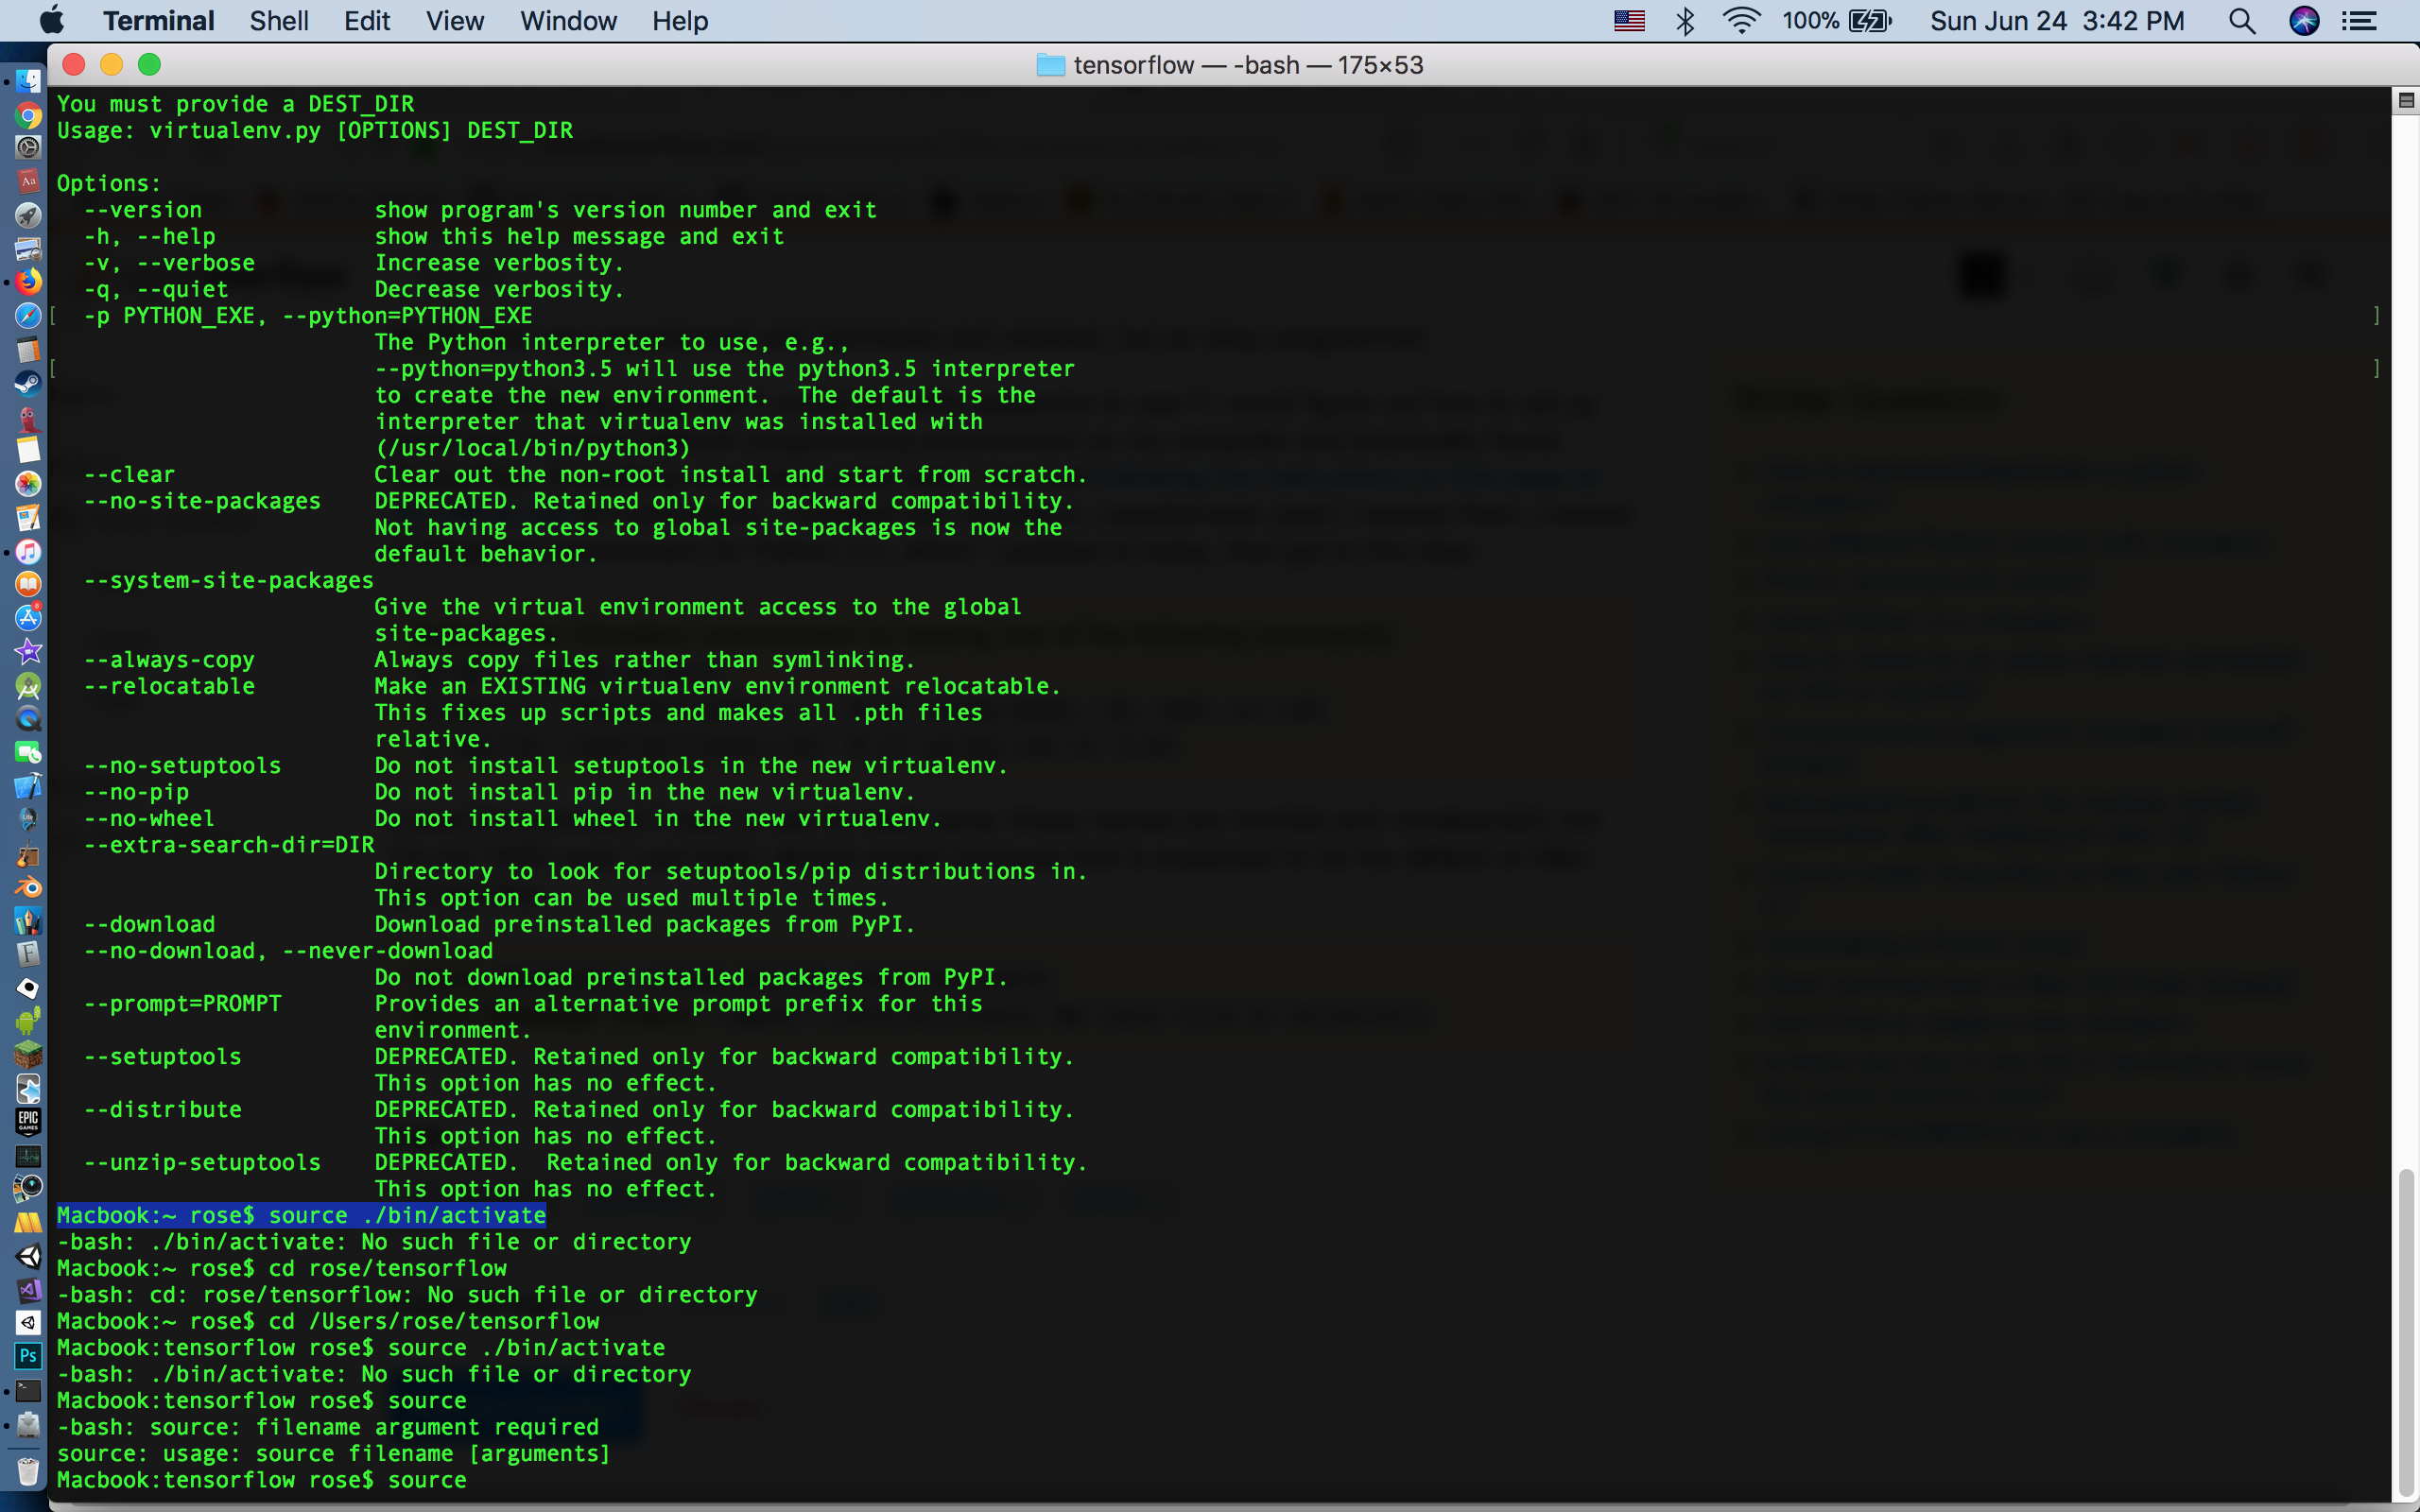 Terminal Shell Edit View Window Help 100% Sun Jun 24 3:42 PM
tensorflow — -bash — 175×53
You must provide a DEST_DIR
Usage: virtualenv.py [OPTIONS] DEST_DIR
Options:
--version show program's version number and exit
-h, --help show this help message and exit
-v, --verbose Increase verbosity.
-q, --quiet Decrease verbosity.
[ -p PYTHON_EXE, --python=PYTHON_EXE ]
The Python interpreter to use, e.g.,
[ --python=python3.5 will use the python3.5 interpreter ]
to create the new environment. The default is the
interpreter that virtualenv was installed with
(/usr/local/bin/python3)
--clear Clear out the non-root install and start from scratch.
--no-site-packages DEPRECATED. Retained only for backward compatibility.
Not having access to global site-packages is now the
default behavior.
--system-site-packages
Give the virtual environment access to the global
site-packages.
--always-copy Always copy files rather than symlinking.
--relocatable Make an EXISTING virtualenv environment relocatable.
This fixes up scripts and makes all .pth files
relative.
--no-setuptools Do not install setuptools in the new virtualenv.
--no-pip Do not install pip in the new virtualenv.
--no-wheel Do not install wheel in the new virtualenv.
--extra-search-dir=DIR
Directory to look for setuptools/pip distributions in.
This option can be used multiple times.
--download Download preinstalled packages from PyPI.
--no-download, --never-download
Do not download preinstalled packages from PyPI.
--prompt=PROMPT Provides an alternative prompt prefix for this
environment.
--setuptools DEPRECATED. Retained only for backward compatibility.
This option has no effect.
--distribute DEPRECATED. Retained only for backward compatibility.
This option has no effect.
--unzip-setuptools DEPRECATED. Retained only for backward compatibility.
This option has no effect.
Macbook:~ rose$ source ./bin/activate
-bash: ./bin/activate: No such file or directory
Macbook:~ rose$ cd rose/tensorflow
-bash: cd: rose/tensorflow: No such file or directory
Macbook:~ rose$ cd /Users/rose/tensorflow
Macbook:tensorflow rose$ source ./bin/activate
-bash: ./bin/activate: No such file or directory
Macbook:tensorflow rose$ source
-bash: source: filename argument required
source: usage: source filename [arguments]
Macbook:tensorflow rose$ source
Aa
EPIC
GAMES
Ps